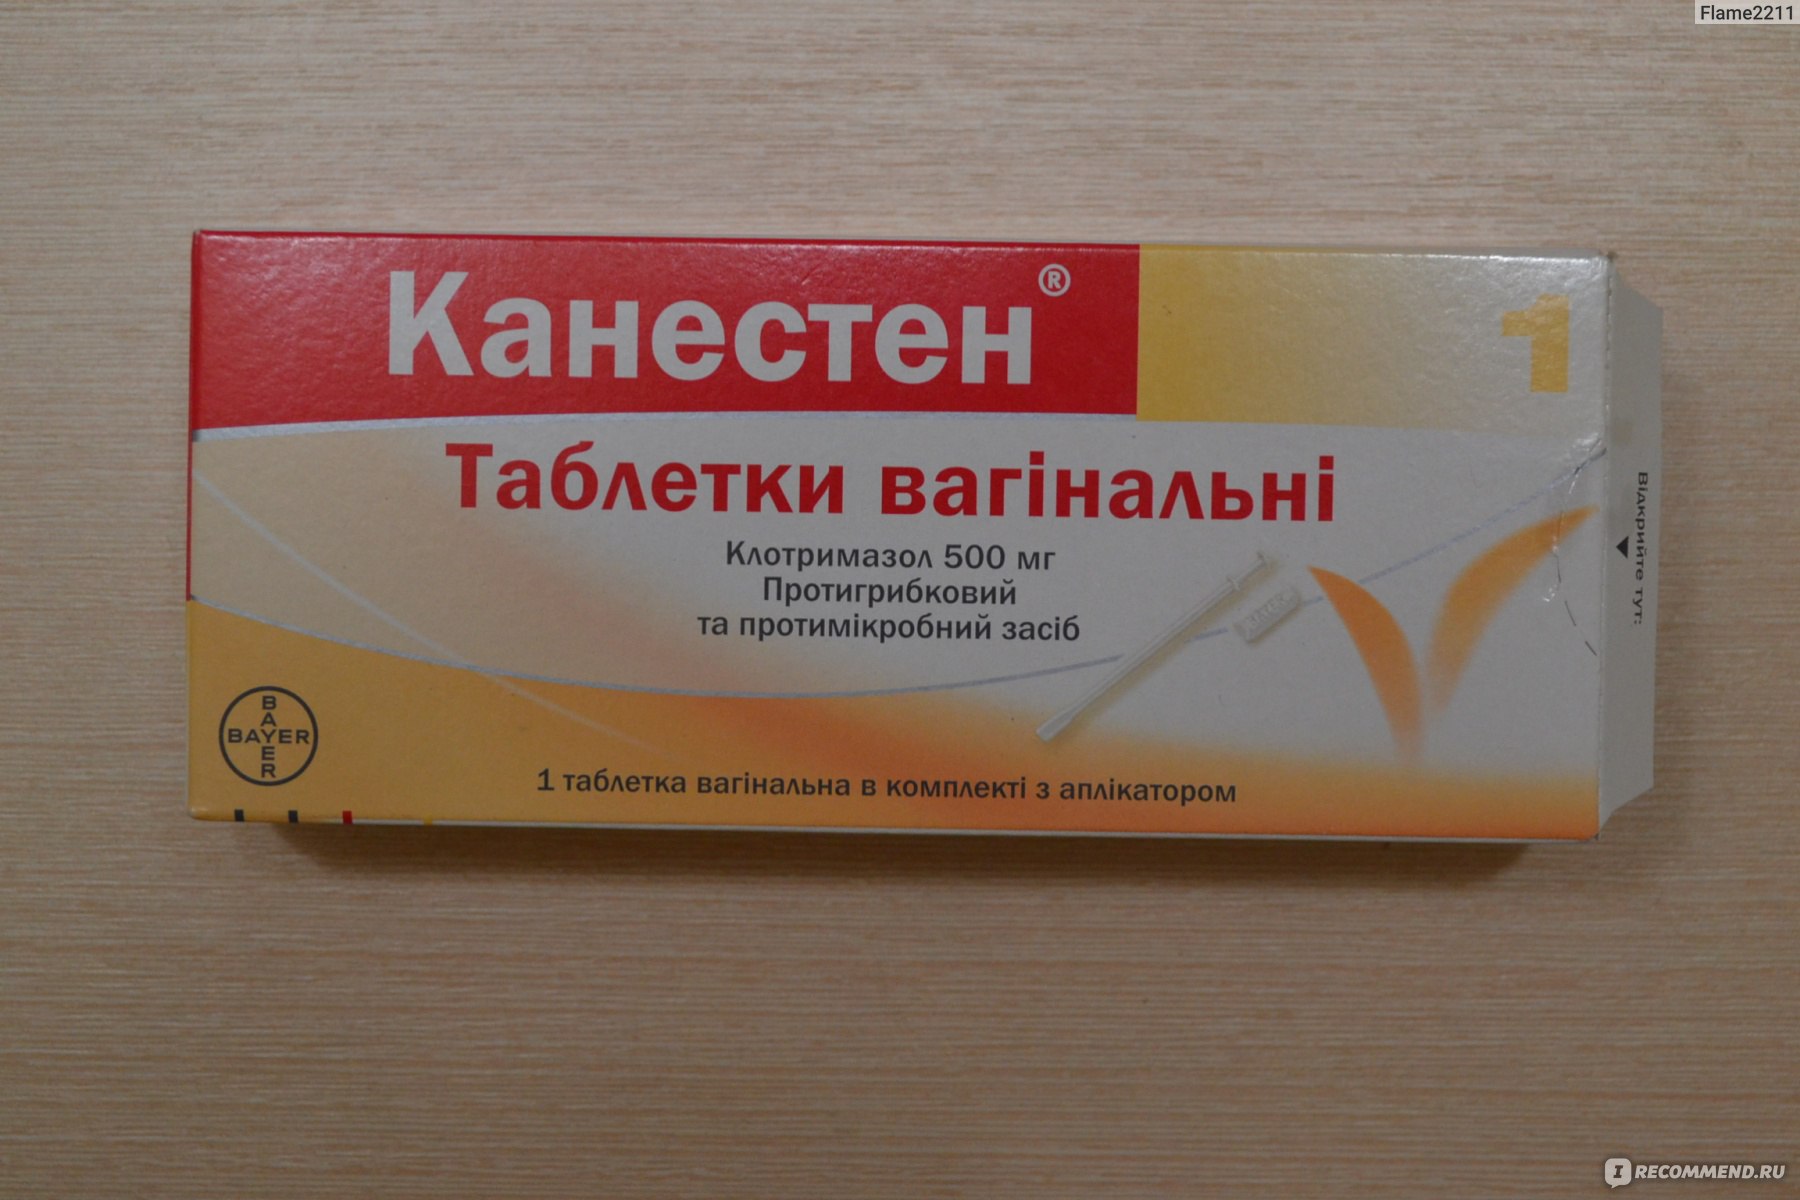 Flame2211
Канестен®
1
Таблетки вагінальні
Клотримазол 500 мг
Протигрибковий
та протимікробний засіб
Відкрийте тут:
BAYER
BAYER
1 таблетка вагінальна в комплекті з аплікатором
IRECOMMEND.RU